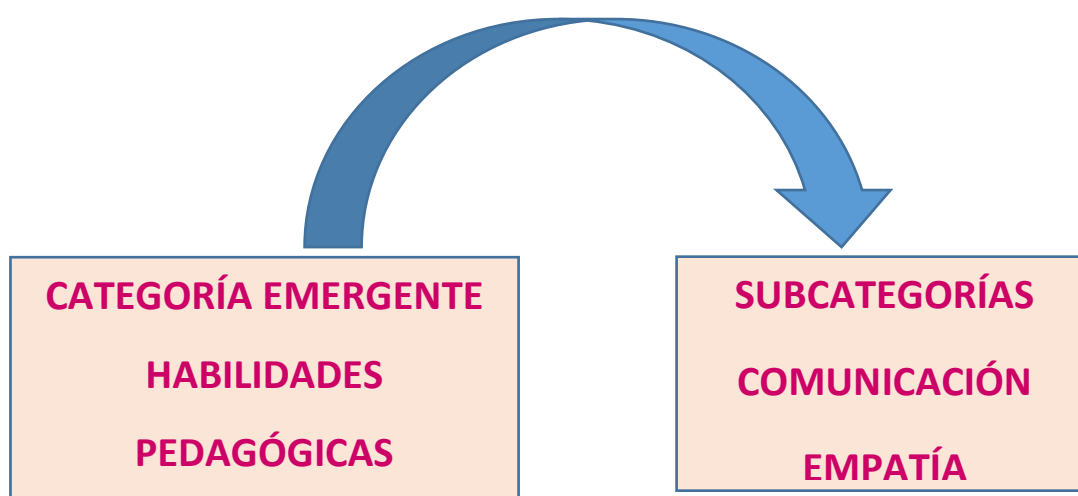 CATEGORÍA EMERGENTE
HABILIDADES
PEDAGÓGICAS
SUBCATEGORÍAS
COMUNICACIÓN
EMPATÍA